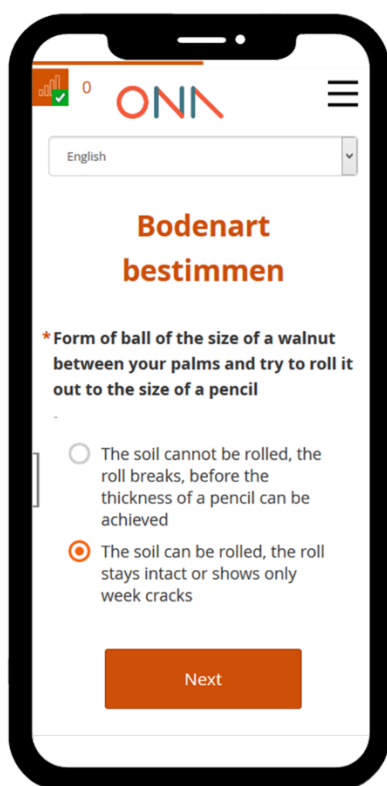 0
ONA
English
Bodenart
bestimmen
*Form of ball of the size of a walnut
between your palms and try to roll it
out to the size of a pencil
-
The soil cannot be rolled, the
roll breaks, before the
thickness of a pencil can be
achieved
The soil can be rolled, the roll
stays intact or shows only
week cracks
Next